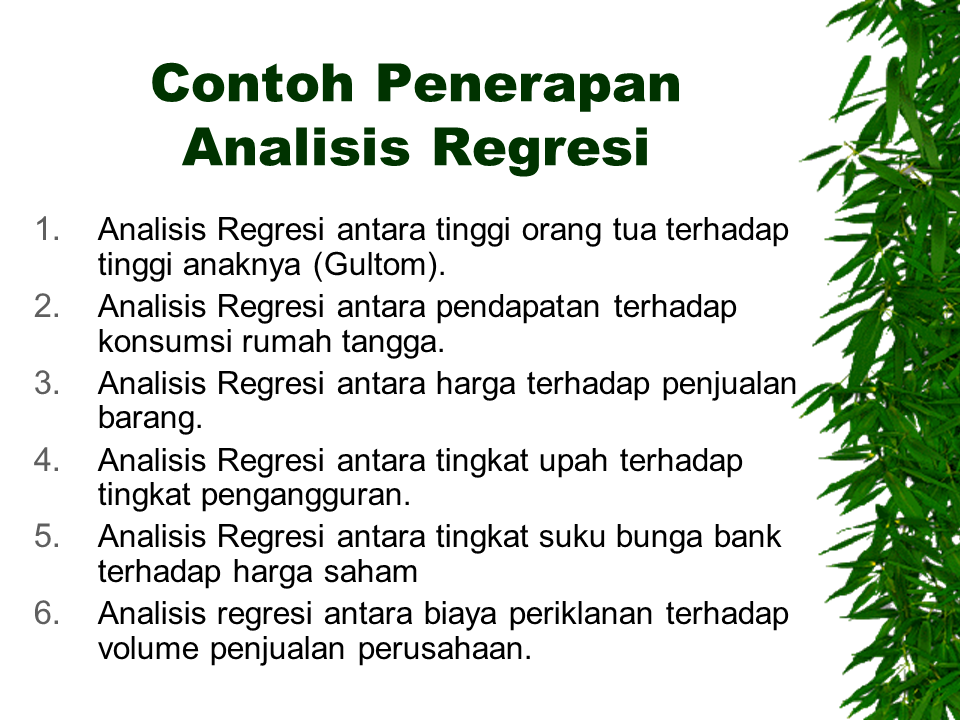 Contoh Penerapan
Analisis Regresi
1. Analisis Regresi antara tinggi orang tua terhadap
tinggi anaknya (Gultom).
2. Analisis Regresi antara pendapatan terhadap
konsumsi rumah tangga.
3. Analisis Regresi antara harga terhadap penjualan
barang.
4. Analisis Regresi antara tingkat upah terhadap
tingkat pengangguran.
5. Analisis Regresi antara tingkat suku bunga bank
terhadap harga saham
6. Analisis regresi antara biaya periklanan terhadap
volume penjualan perusahaan.